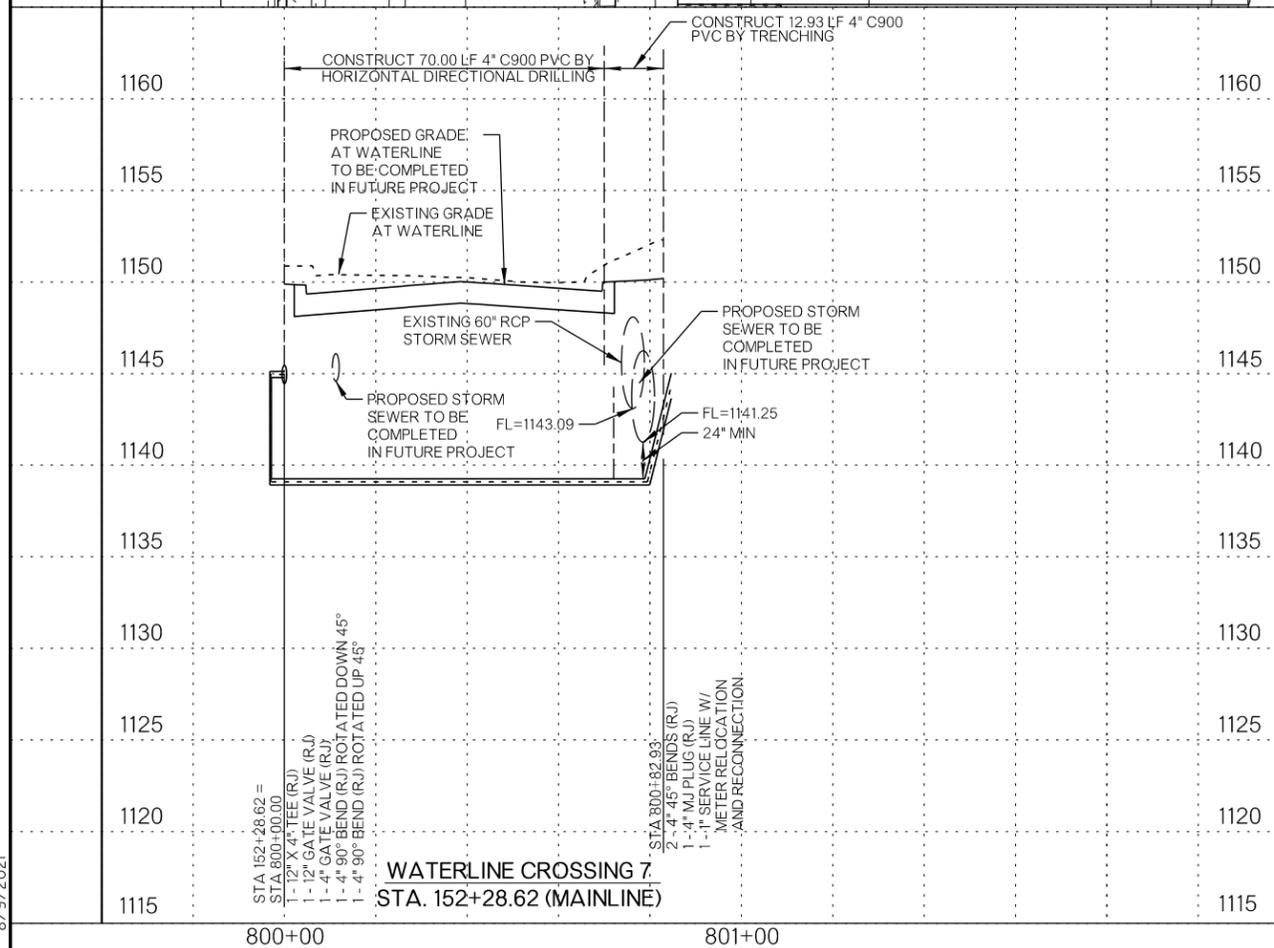 CONSTRUCT 12.93 LF 4" C900
PVC BY TRENCHING
CONSTRUCT 70.00 LF 4" C900 PVC BY
HORIZONTAL DIRECTIONAL DRILLING
1160
1160
PROPOSED GRADE
AT WATERLINE
TO BE COMPLETED
IN FUTURE PROJECT
1155
1155
EXISTING GRADE
AT WATERLINE
1150
1150
EXISTING 60" RCP
STORM SEWER
PROPOSED STORM
SEWER TO BE
COMPLETED
IN FUTURE PROJECT
1145
1145
PROPOSED STORM
SEWER TO BE
COMPLETED
IN FUTURE PROJECT
FL=1143.09
FL=1141.25
24" MIN
1140
1140
1135
1135
1130
1130
1125
1125
1120
1120
1115
1115
STA 152+28.62 =
STA 800+00.00
1 - 12" X 4" TEE (RJ)
1 - 12" GATE VALVE (RJ)
1 - 4" GATE VALVE (RJ)
1 - 4" 90° BEND (RJ) ROTATED DOWN 45°
1 - 4" 90° BEND (RJ) ROTATED UP 45°
STA 800+82.93
2 - 4" 45° BENDS (RJ)
1 - 4" MJ PLUG (RJ)
1 - 1" SERVICE LINE W/
METER RELOCATION
AND RECONNECTION
WATERLINE CROSSING 7
STA. 152+28.62 (MAINLINE)
800+00
801+00